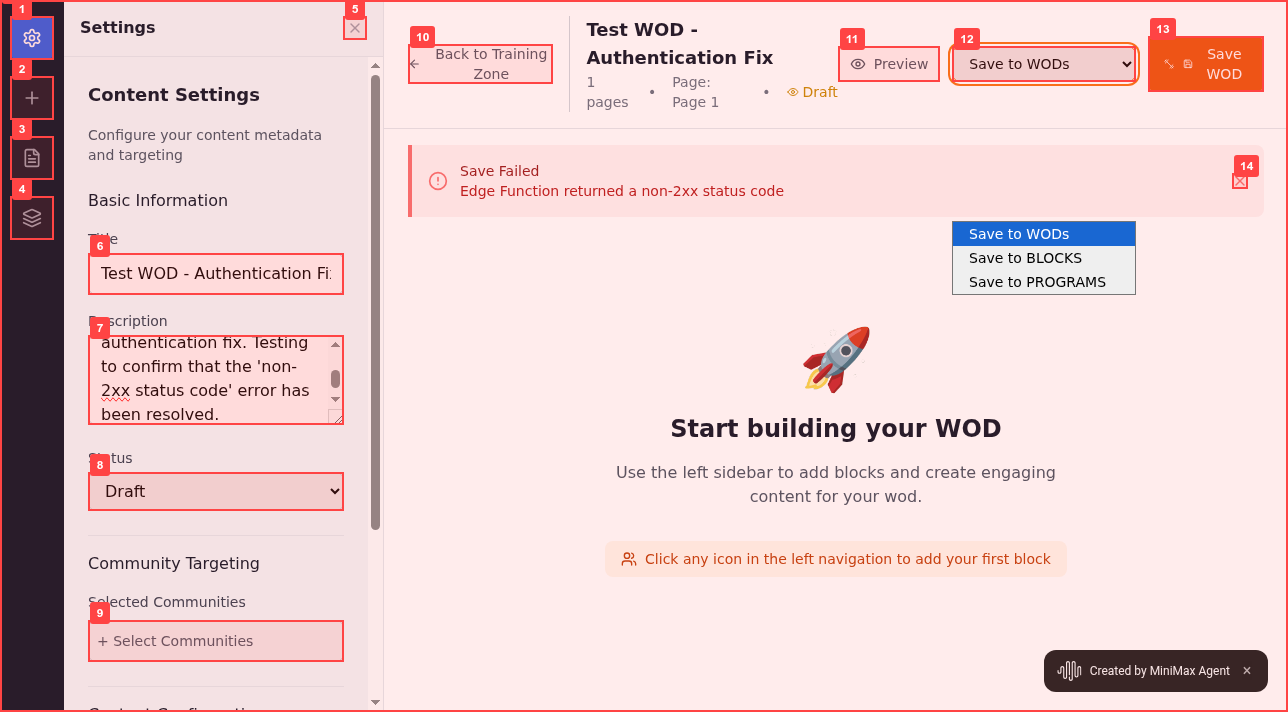 1
2
3
4
Settings
5
Content Settings
Configure your content metadata
and targeting
Basic Information
6
Title
Test WOD - Authentication Fi
7
Description
authentication fix. Testing
to confirm that the 'non-
2xx status code' error has
been resolved.
8
Status
Draft
Community Targeting
Selected Communities
9
+ Select Communities
10
Back to Training
Zone
Test WOD -
Authentication Fix
1
pages
•
Page:
Page 1
•
Draft
11
Preview
12
Save to WODs
13
Save
WOD
Save Failed
Edge Function returned a non-2xx status code
14
Save to WODs
Save to BLOCKS
Save to PROGRAMS
Start building your WOD
Use the left sidebar to add blocks and create engaging
content for your wod.
Click any icon in the left navigation to add your first block
Created by MiniMax Agent ×